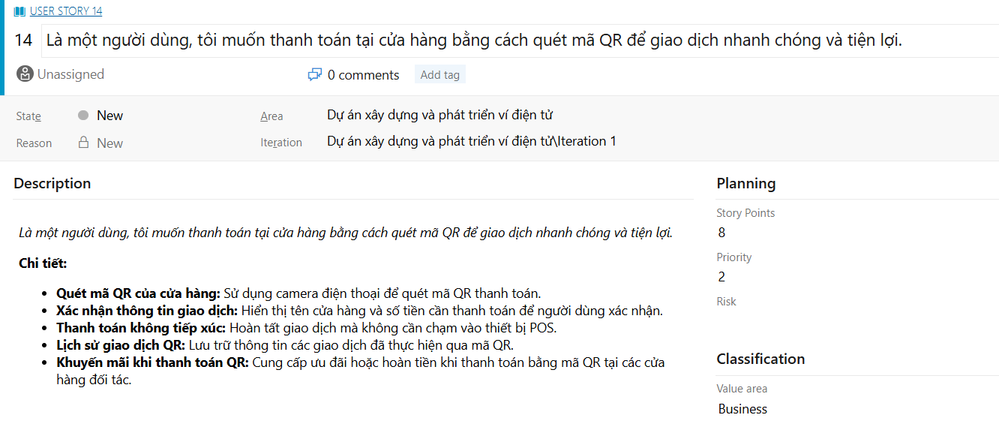 USER STORY 14
14 Là một người dùng, tôi muốn thanh toán tại cửa hàng bằng cách quét mã QR để giao dịch nhanh chóng và tiện lợi.
Unassigned 0 comments Add tag
State New Area Dự án xây dựng và phát triển ví điện tử
Reason New Iteration Dự án xây dựng và phát triển ví điện tử\Iteration 1
Description
Là một người dùng, tôi muốn thanh toán tại cửa hàng bằng cách quét mã QR để giao dịch nhanh chóng và tiện lợi.
Chi tiết:
• Quét mã QR của cửa hàng: Sử dụng camera điện thoại để quét mã QR thanh toán.
• Xác nhận thông tin giao dịch: Hiển thị tên cửa hàng và số tiền cần thanh toán để người dùng xác nhận.
• Thanh toán không tiếp xúc: Hoàn tất giao dịch mà không cần chạm vào thiết bị POS.
• Lịch sử giao dịch QR: Lưu trữ thông tin các giao dịch đã thực hiện qua mã QR.
• Khuyến mãi khi thanh toán QR: Cung cấp ưu đãi hoặc hoàn tiền khi thanh toán bằng mã QR tại các cửa
hàng đối tác.
Planning
Story Points
8
Priority
2
Risk
Classification
Value area
Business